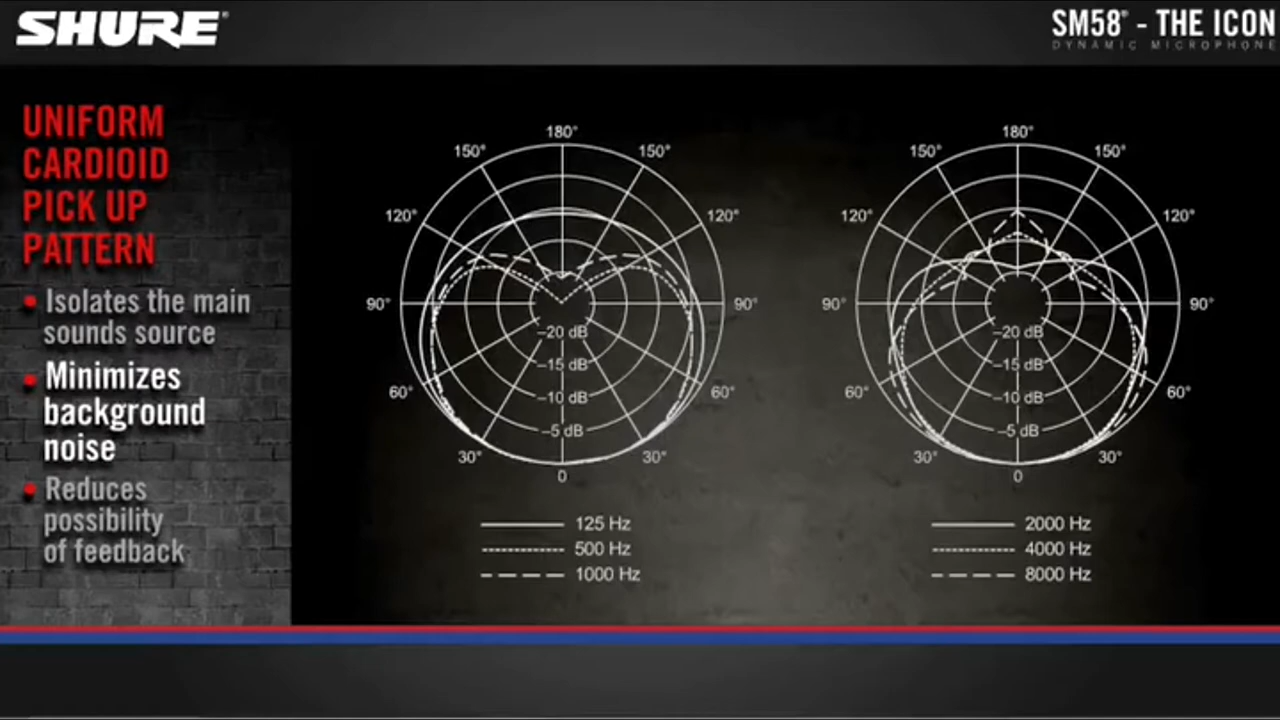 SHURE®
SM58® - THE ICON
DYNAMIC MICROPHONE
UNIFORM
CARDIOID
PICK UP
PATTERN
• Isolates the main
sounds source
• Minimizes
background
noise
• Reduces
possibility
of feedback
180°
150° 150°
120° 120°
90° 90°
–20 dB
–15 dB
60° 60°
–10 dB
–5 dB
30° 30°
0
125 Hz
500 Hz
1000 Hz
180°
150° 150°
120° 120°
90° 90°
–20 dB
–15 dB
60° 60°
–10 dB
–5 dB
30° 30°
0
2000 Hz
4000 Hz
8000 Hz